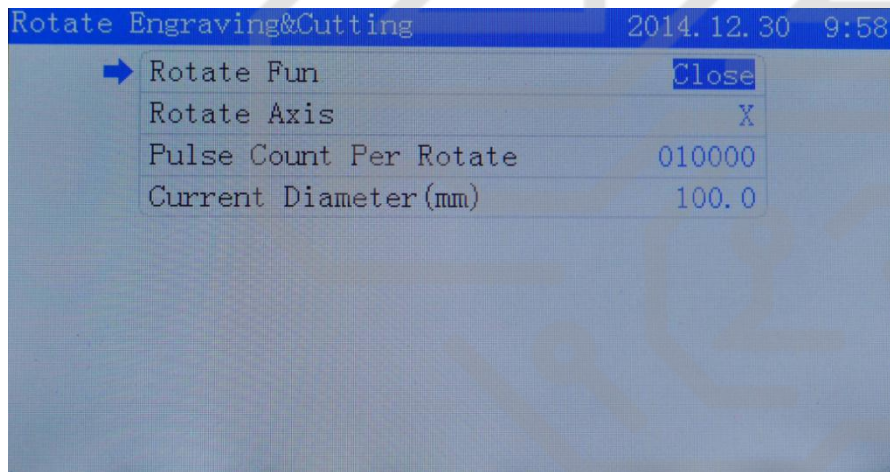 Rotate Engraving&Cutting 2014.12.30 9:58
Rotate Fun Close
Rotate Axis X
Pulse Count Per Rotate 010000
Current Diameter(mm) 100.0